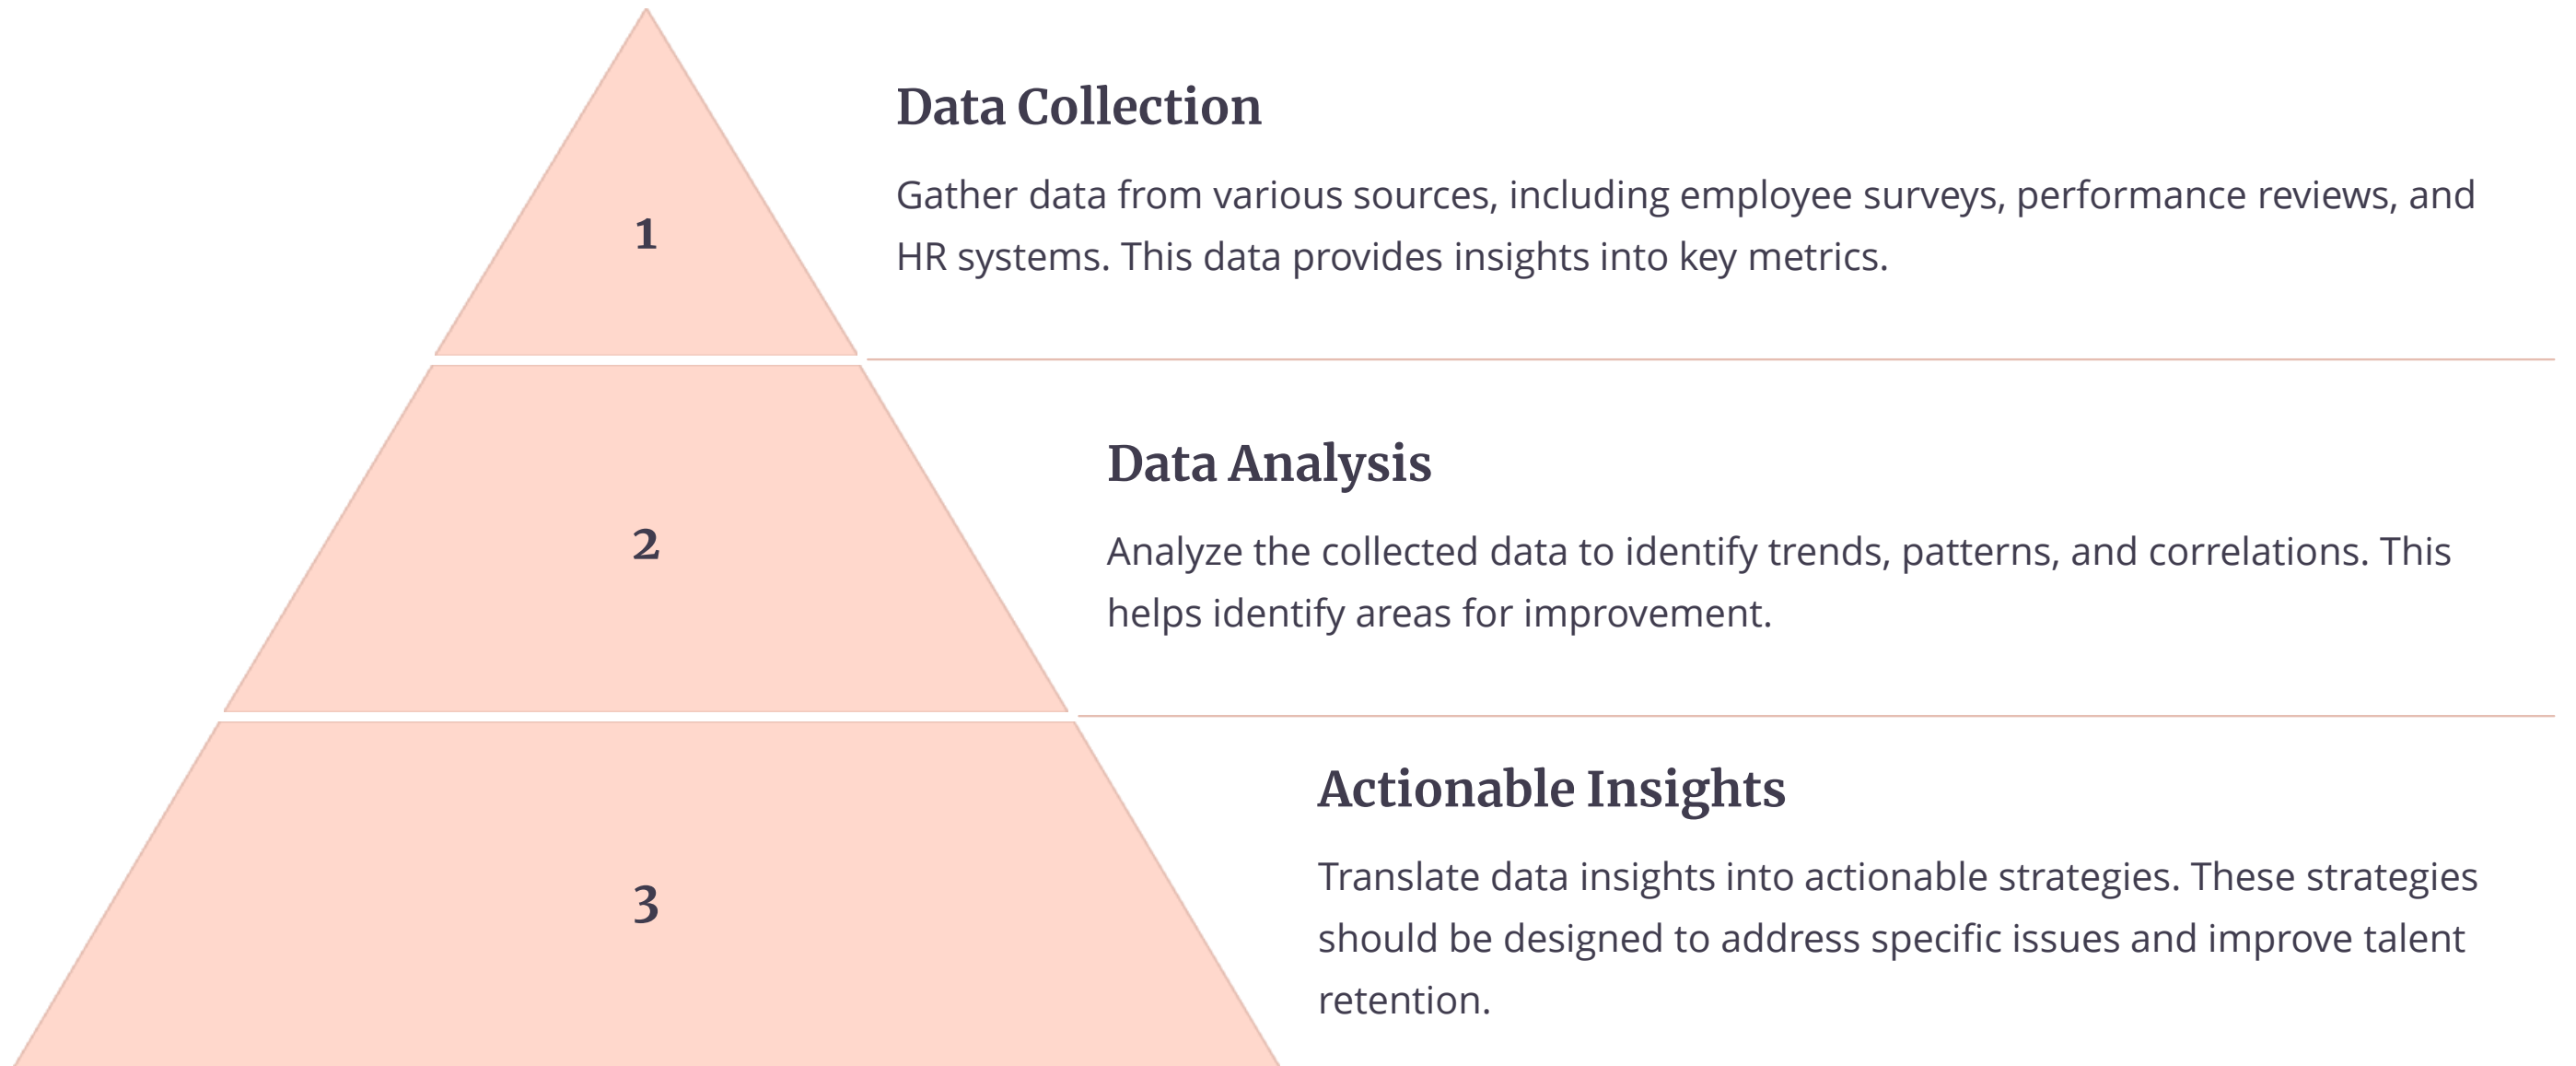 1
Data Collection
Gather data from various sources, including employee surveys, performance reviews, and
HR systems. This data provides insights into key metrics.
2
Data Analysis
Analyze the collected data to identify trends, patterns, and correlations. This
helps identify areas for improvement.
3
Actionable Insights
Translate data insights into actionable strategies. These strategies
should be designed to address specific issues and improve talent
retention.